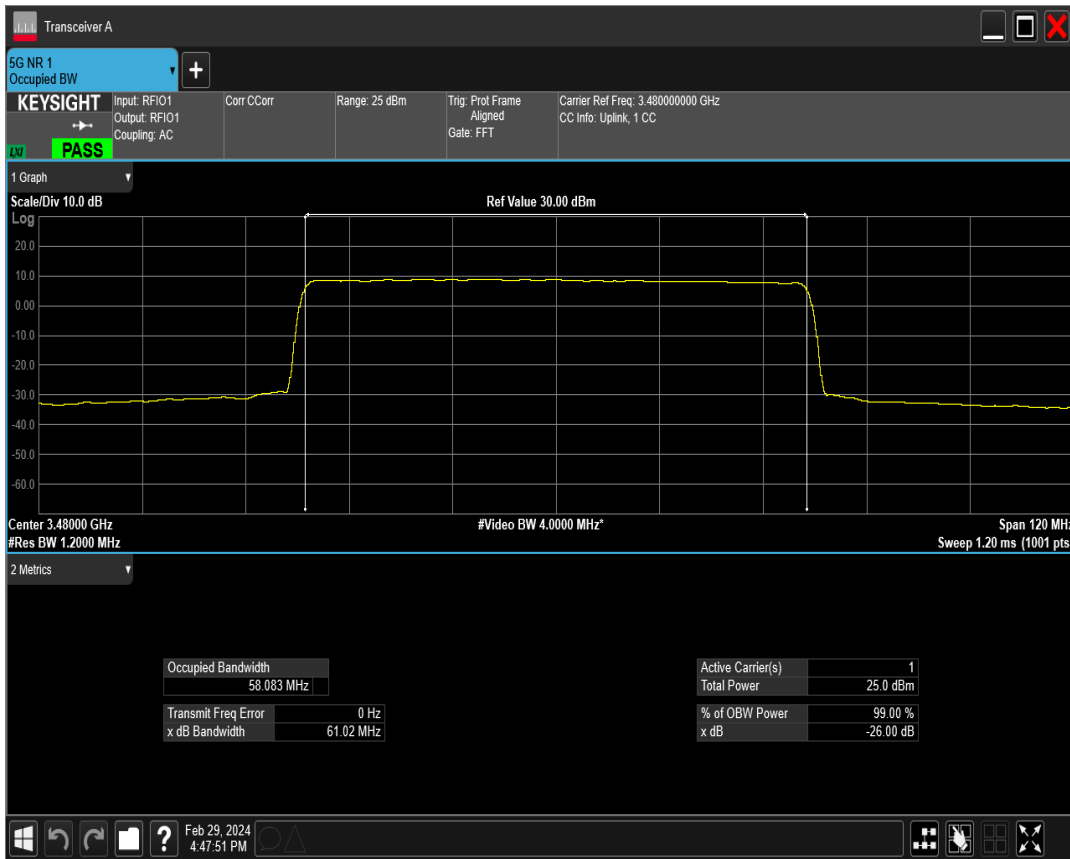 Transceiver A
5G NR 1
Occupied BW
+
KEYSIGHT
LXI
PASS
Input: RFIO1
Output: RFIO1
Coupling: AC
Corr CCorr
Range: 25 dBm
Trig: Prot Frame
Aligned
Gate: FFT
Carrier Ref Freq: 3.480000000 GHz
CC Info: Uplink, 1 CC
1 Graph
Scale/Div 10.0 dB
Ref Value 30.00 dBm
Log
20.0
10.0
0.00
-10.0
-20.0
-30.0
-40.0
-50.0
-60.0
Center 3.48000 GHz
#Video BW 4.0000 MHz*
Span 120 MHz
#Res BW 1.2000 MHz
Sweep 1.20 ms (1001 pts
2 Metrics
Occupied Bandwidth
58.083 MHz
Transmit Freq Error 0 Hz
x dB Bandwidth 61.02 MHz
Active Carrier(s) 1
Total Power 25.0 dBm
% of OBW Power 99.00 %
x dB -26.00 dB
?
Feb 29, 2024
4:47:51 PM